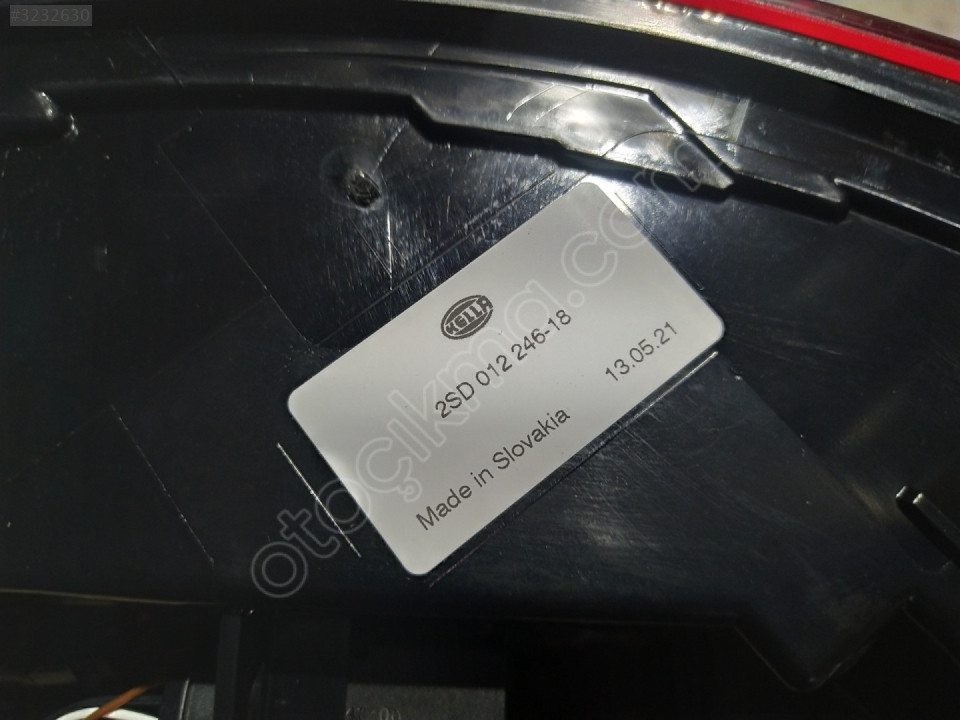 #3232630
HELLA
2SD 012 246-18
13.05.21
Made in Slovakia
otoçıkma.com